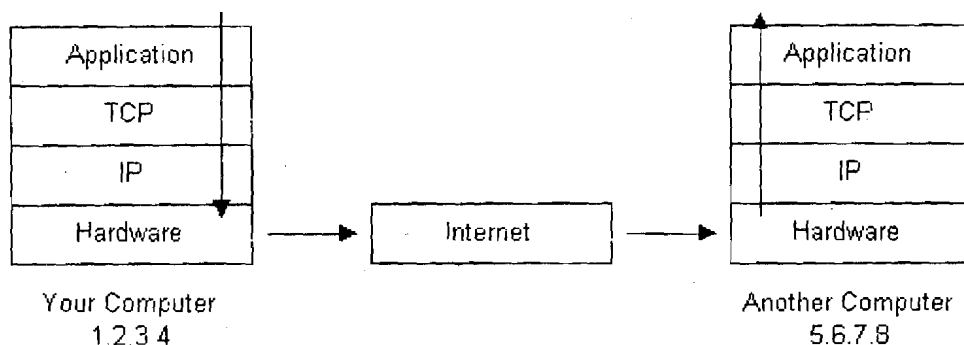 Application
TCP
IP
Hardware
Your Computer
1.2.3.4
Internet
Application
TCP
IP
Hardware
Another Computer
5.6.7.8